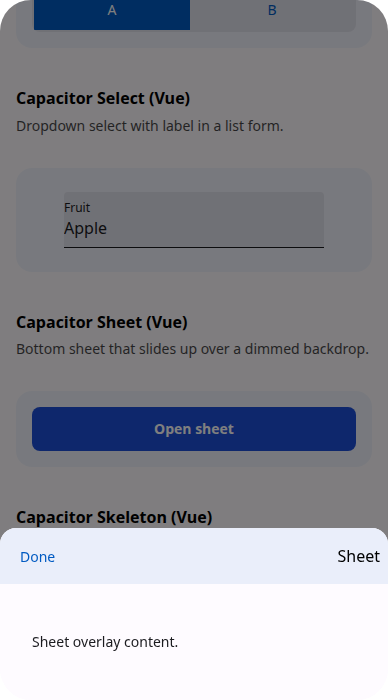 A B
Capacitor Select (Vue)
Dropdown select with label in a list form.
Fruit
Apple
Capacitor Sheet (Vue)
Bottom sheet that slides up over a dimmed backdrop.
Open sheet
Capacitor Skeleton (Vue)
Done Sheet
Sheet overlay content.